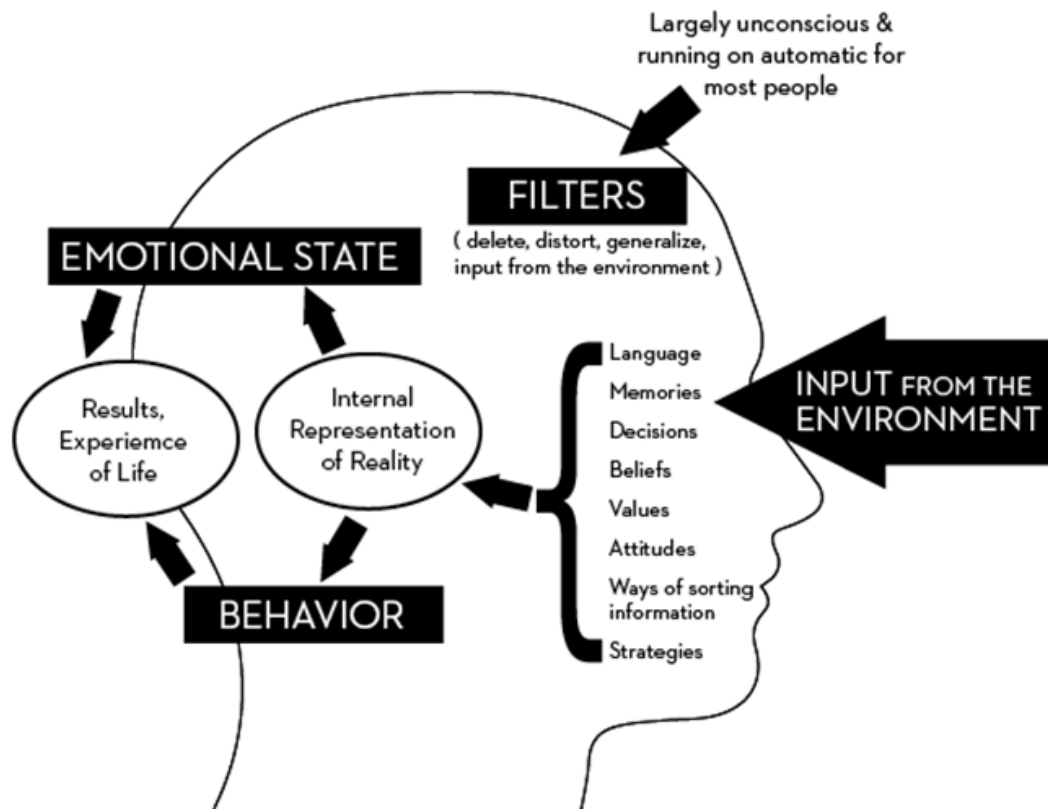 Largely unconscious &
running on automatic for
most people
FILTERS
( delete, distort, generalize,
input from the environment )
EMOTIONAL STATE
Language
Memories
Decisions
Beliefs
Values
Attitudes
Ways of sorting
information
Strategies
INPUT FROM THE
ENVIRONMENT
Internal
Representation
of Reality
Results,
Experiemce
of Life
BEHAVIOR